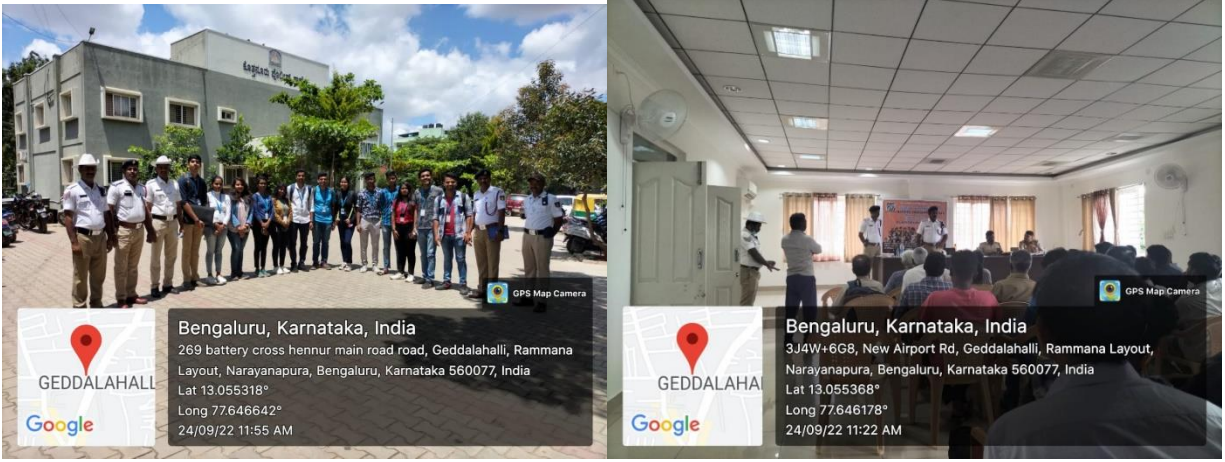 ಕೊತ್ತನೂರು ಪೊಲೀಸ್ ಠಾಣೆ
GPS Map Camera
Bengaluru, Karnataka, India
269 battery cross hennur main road road, Geddalahalli, Rammana
Layout, Narayanapura, Bengaluru, Karnataka 560077, India
Lat 13.055318°
Long 77.646642°
24/09/22 11:55 AM
GEDDALAHALL
Google
GPS Map Camera
Bengaluru, Karnataka, India
3J4W+6G8, New Airport Rd, Geddalahalli, Rammana Layout,
Narayanapura, Bengaluru, Karnataka 560077, India
Lat 13.055368°
Long 77.646178°
24/09/22 11:22 AM
GEDDALAHAL
Google